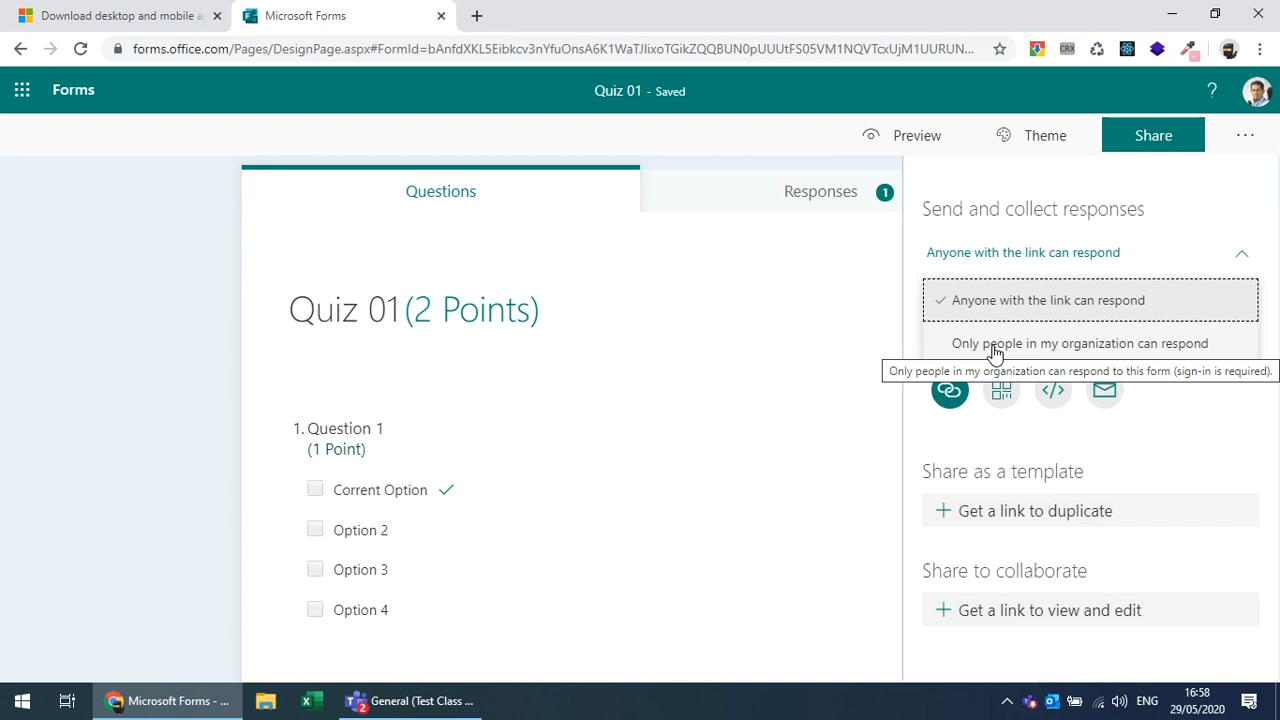 Download desktop and mobile a
Microsoft Forms
forms.office.com/Pages/DesignPage.aspx#FormId=bAnfdXKL5Eibkcv3nYfuOnsA6K1WaTJlixoTGikZQQBUN0pUUUtFS05VM1NQVTcxUjM1UURUN...
CRX
Forms
Quiz 01 - Saved
?
Preview
Theme
Share
...
Questions
Responses
1
Quiz 01(2 Points)
1. Question 1
(1 Point)
Corrent Option
Option 2
Option 3
Option 4
Send and collect responses
Anyone with the link can respond
Anyone with the link can respond
Only people in my organization can respond
Only people in my organization can respond to this form (sign-in is required).
Share as a template
+ Get a link to duplicate
Share to collaborate
+ Get a link to view and edit
Microsoft Forms - ...
2
General (Test Class ...
ENG
16:58
29/05/2020